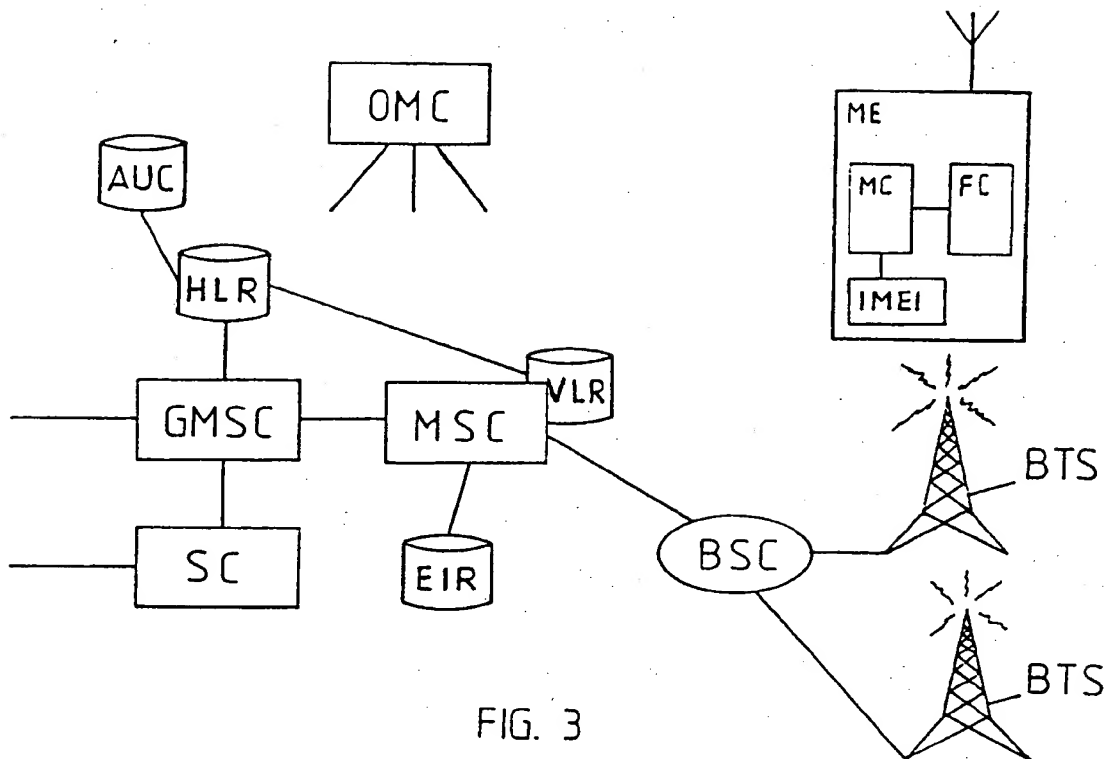 OMC
ME
AUC
MC
FC
HLR
IMEI
VLR
GMSC
MSC
BTS
SC
EIR
BSC
BTS
FIG. 3